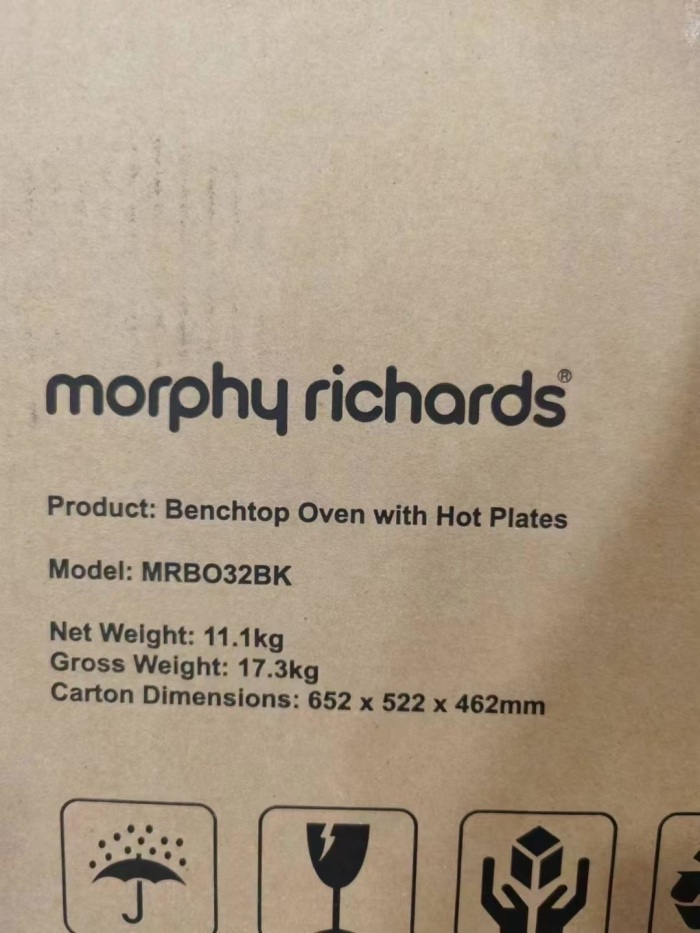 morphy richards®
Product: Benchtop Oven with Hot Plates
Model: MRBO32BK
Net Weight: 11.1kg
Gross Weight: 17.3kg
Carton Dimensions: 652 x 522 x 462mm